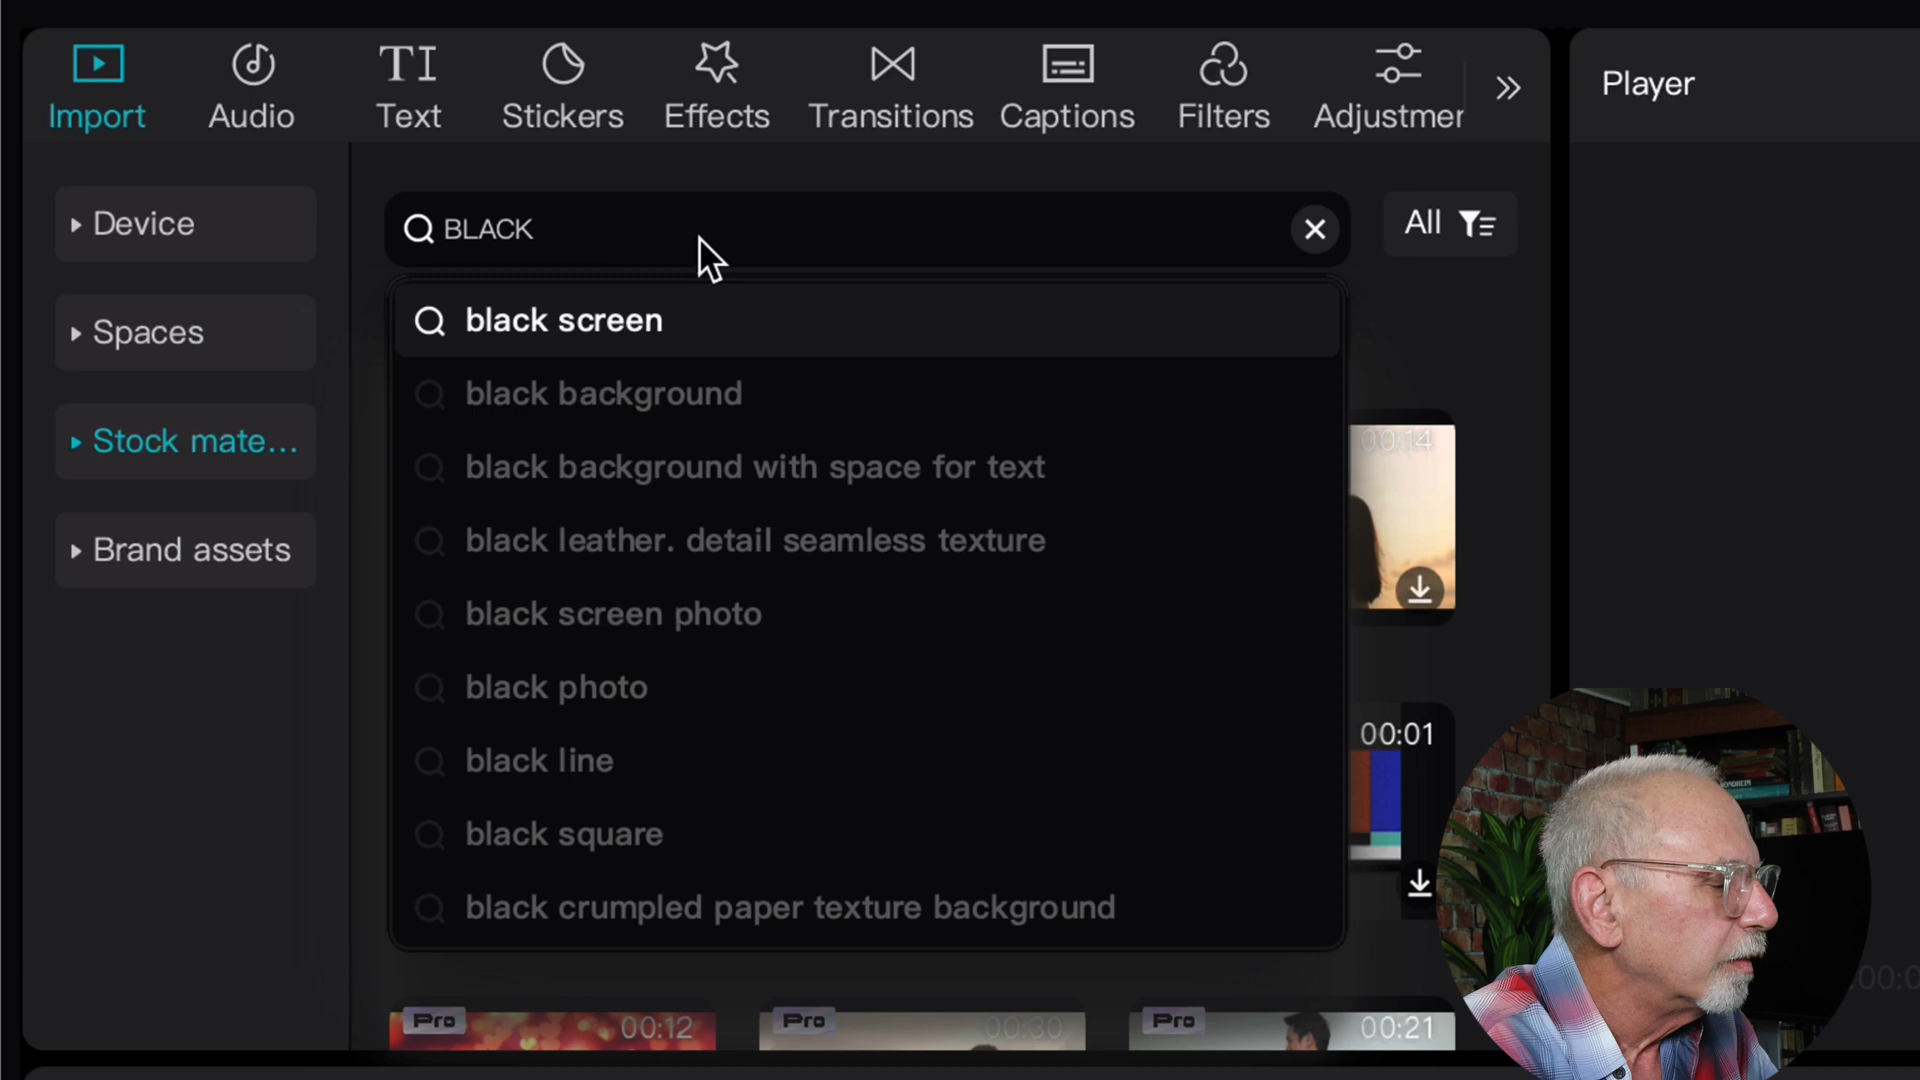 Import
Audio
Text
Stickers
Effects
Transitions
Captions
Filters
Adjustmer
Player
Device
Spaces
Stock mate...
Brand assets
BLACK
All
black screen
black background
black background with space for text
black leather. detail seamless texture
black screen photo
black photo
black line
black square
black crumpled paper texture background
00:14
00:01
Pro
00:12
Pro
00:30
Pro
00:21